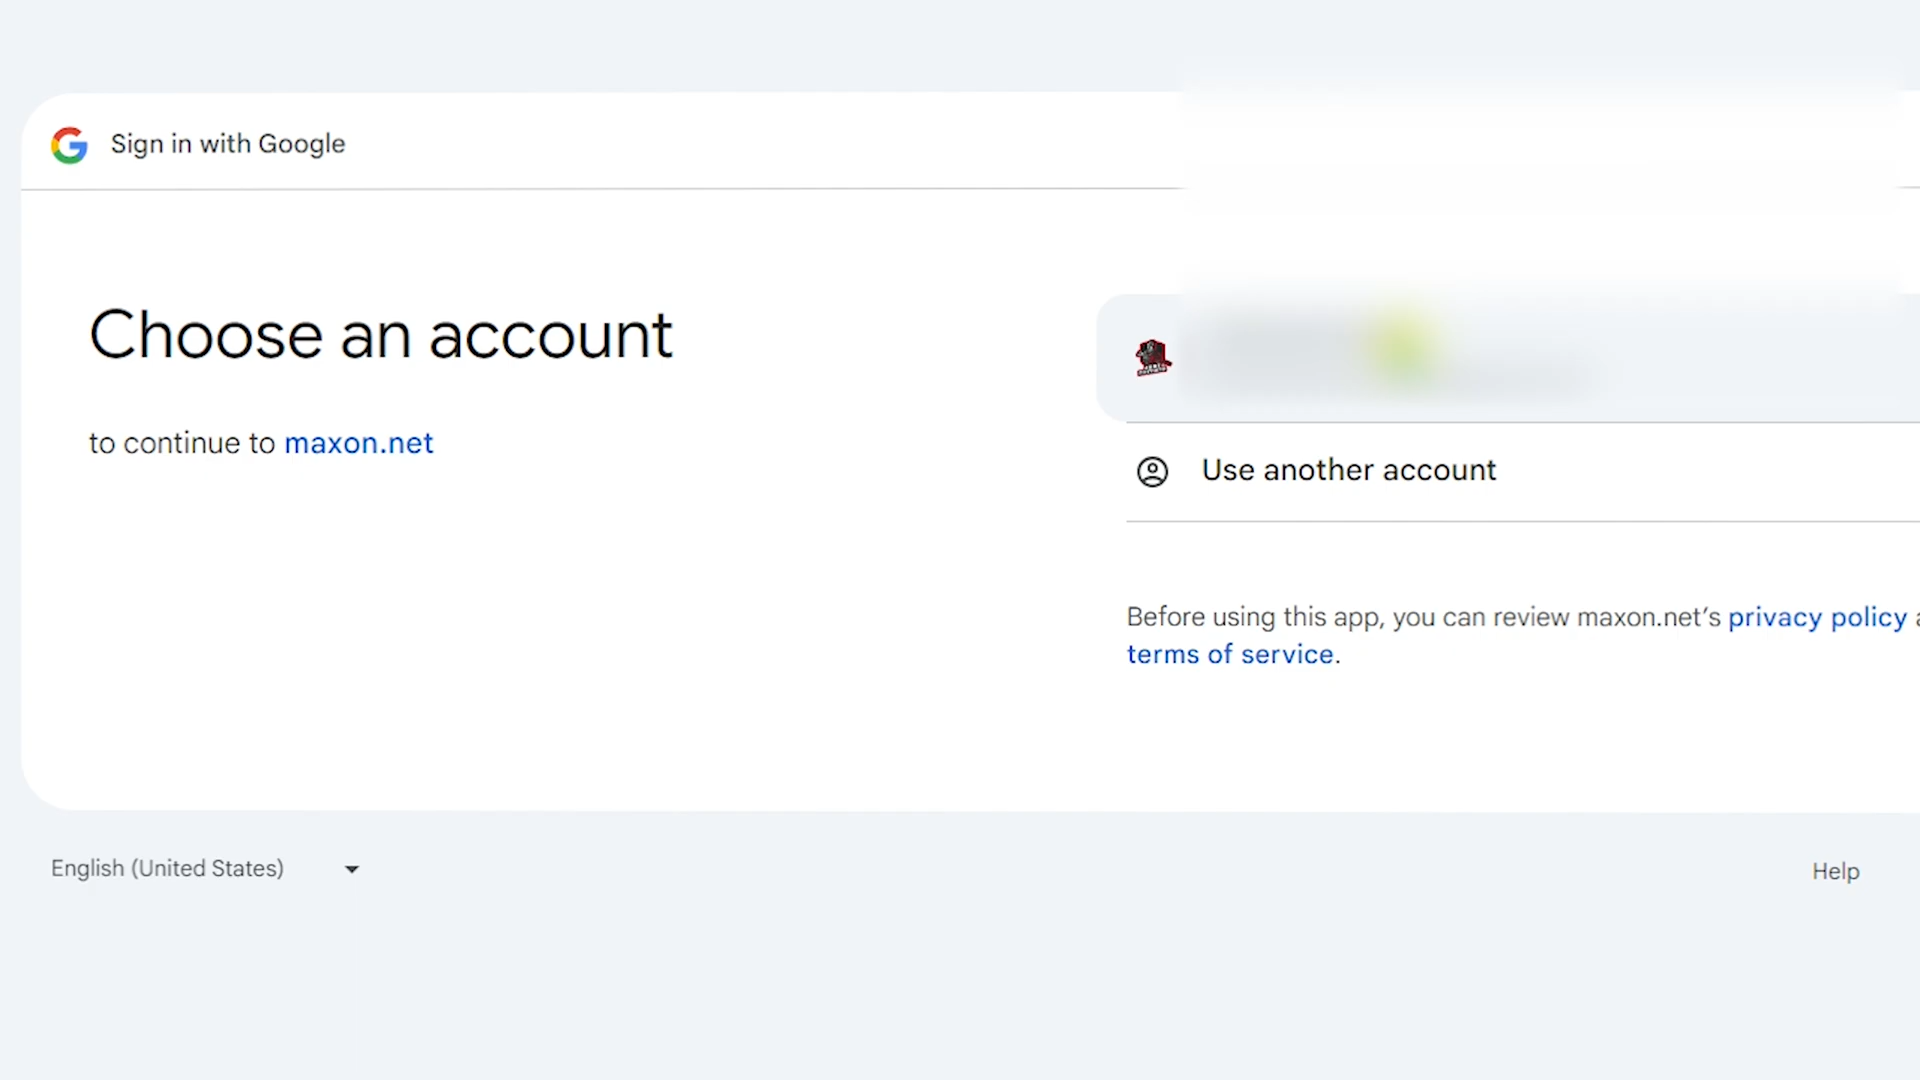 Sign in with Google
Choose an account
to continue to maxon.net
Use another account
Before using this app, you can review maxon.net’s privacy policy
terms of service.
English (United States)
Help